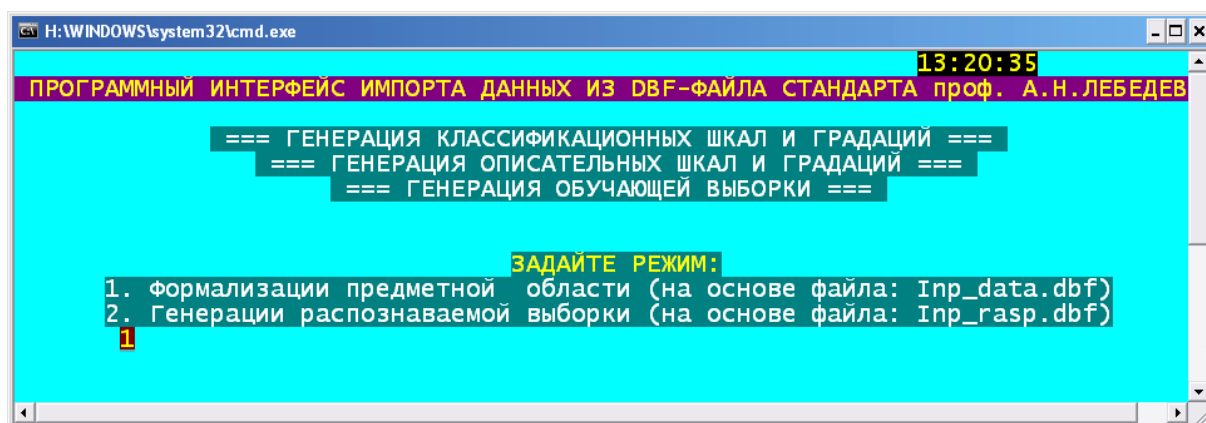 H:\WINDOWS\system32\cmd.exe
13:20:35
ПРОГРАММНЫЙ ИНТЕРФЕЙС ИМПОРТА ДАННЫХ ИЗ DBF-ФАЙЛА СТАНДАРТА проф. А.Н.ЛЕБЕДЕВ
=== ГЕНЕРАЦИЯ КЛАССИФИКАЦИОННЫХ ШКАЛ И ГРАДАЦИЙ ===
=== ГЕНЕРАЦИЯ ОПИСАТЕЛЬНЫХ ШКАЛ И ГРАДАЦИЙ ===
=== ГЕНЕРАЦИЯ ОБУЧАЮЩЕЙ ВЫБОРКИ ===
ЗАДАЙТЕ РЕЖИМ:
1. Формализации предметной области (на основе файла: Inp_data.dbf)
2. Генерации распознаваемой выборки (на основе файла: Inp_rasp.dbf)
1